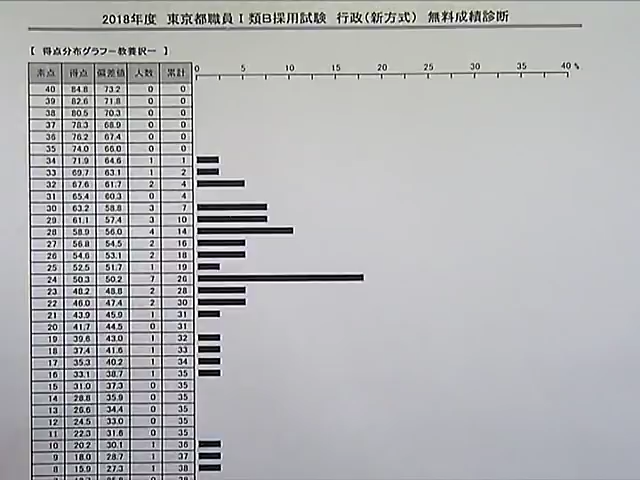 2018年度 東京都職員Ⅰ類B採用試験 行政(新方式) 無料成績診断
【 得点分布グラフー教養択一 】
素点 得点 偏差値 人数 累計 0 5 10 15 20 25 30 35 40 %
40 84.8 73.2 0 0
39 82.6 71.8 0 0
38 80.5 70.3 0 0
37 78.3 68.9 0 0
36 76.2 67.4 0 0
35 74.0 66.0 0 0
34 71.9 64.6 1 1
33 69.7 63.1 1 2
32 67.6 61.7 2 4
31 65.4 60.3 0 4
30 63.2 58.8 3 7
29 61.1 57.4 3 10
28 58.9 56.0 4 14
27 56.8 54.5 2 16
26 54.6 53.1 2 18
25 52.5 51.7 1 19
24 50.3 50.2 7 26
23 48.2 48.8 2 28
22 46.0 47.4 2 30
21 43.9 45.9 1 31
20 41.7 44.5 0 31
19 39.6 43.0 1 32
18 37.4 41.6 1 33
17 35.3 40.2 1 34
16 33.1 38.7 1 35
15 31.0 37.3 0 35
14 28.8 35.9 0 35
13 26.6 34.4 0 35
12 24.5 33.0 0 35
11 22.3 31.6 0 35
10 20.2 30.1 1 36
9 18.0 28.7 1 37
8 15.9 27.3 1 38